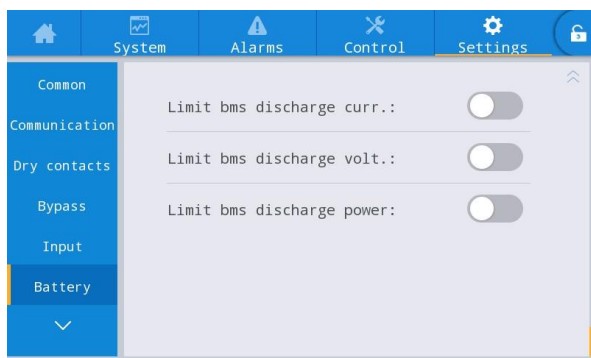 System
Alarms
Control
Settings
3
Common
Communication
Dry contacts
Bypass
Input
Battery
Limit bms discharge curr.:
Limit bms discharge volt.:
Limit bms discharge power: